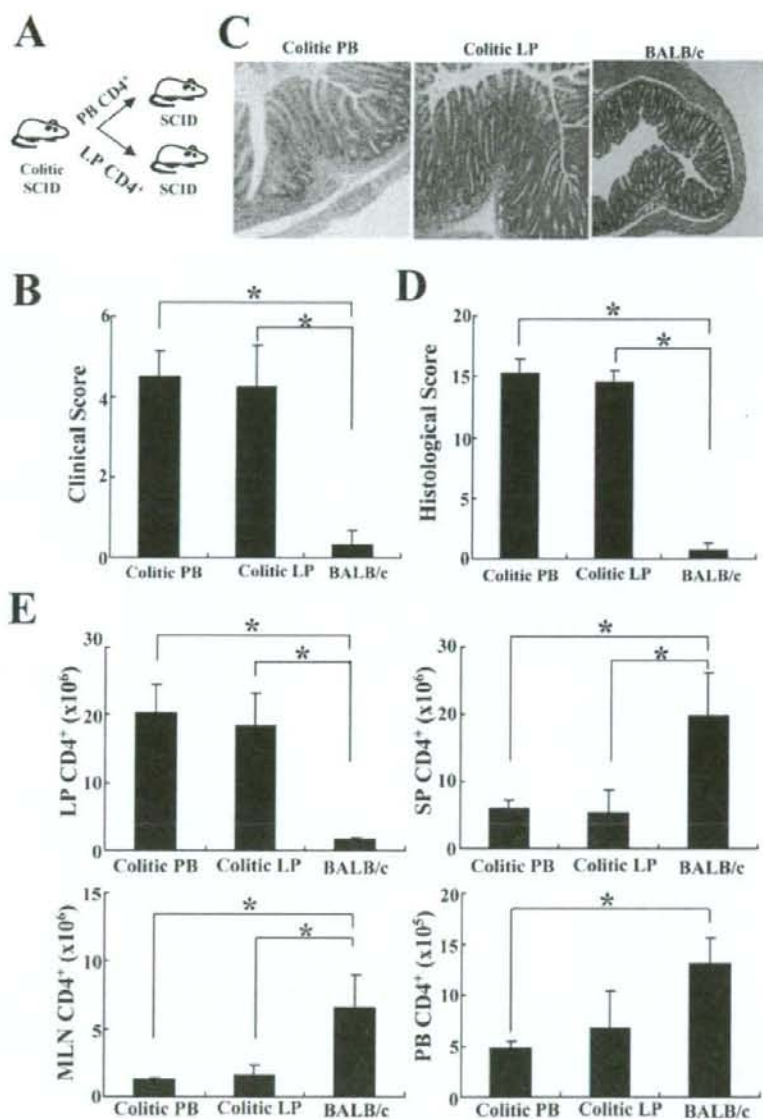 A
Colitic
SCID
PB CD4⁺
LP CD4⁺
SCID
SCID
C
Colitic PB
Colitic LP
BALB/c
B
Clinical Score
6
4
2
0
*
*
Colitic PB
Colitic LP
BALB/c
D
Histological Score
20
15
10
5
0
*
*
Colitic PB
Colitic LP
BALB/c
E
LP CD4⁺ (x10⁶)
30
20
10
0
*
*
Colitic PB
Colitic LP
BALB/c
SP CD4⁺ (x10⁶)
30
20
10
0
*
*
Colitic PB
Colitic LP
BALB/c
MLN CD4⁺ (x10⁶)
15
10
5
0
*
*
Colitic PB
Colitic LP
BALB/c
PB CD4⁺ (x10⁵)
20
15
10
5
0
*
Colitic PB
Colitic LP
BALB/c